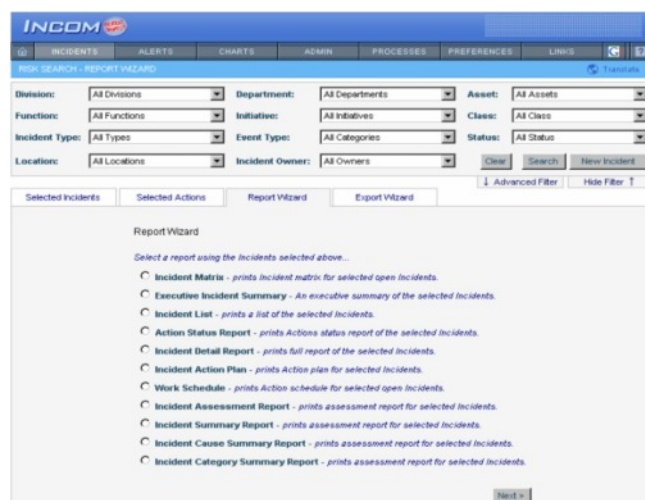 INCOM
INCIDENTS ALERTS CHARTS ADMIN PROCESSES PREFERENCES LINKS
RISK SEARCH - REPORT WIZARD Translate
Division: All Divisions Department: All Departments Asset: All Assets
Function: All Functions Initiative: All Initiatives Class: All Class
Incident Type: All Types Event Type: All Categories Status: All Status
Location: All Locations Incident Owner: All Owners Clear Search New Incident
↓ Advanced Filter Hide Filter ↑
Selected Incidents Selected Actions Report Wizard Export Wizard
Report Wizard
Select a report using the Incidents selected above...
Incident Matrix - prints Incident matrix for selected open Incidents.
Executive Incident Summary - An executive summary of the selected Incidents.
Incident List - prints a list of the selected Incidents.
Action Status Report - prints Actions status report of the selected Incidents.
Incident Detail Report - prints full report of the selected Incidents.
Incident Action Plan - prints Action plan for selected Incidents.
Work Schedule - prints Action schedule for selected open Incidents.
Incident Assessment Report - prints assessment report for selected Incidents.
Incident Summary Report - prints assessment report for selected Incidents.
Incident Cause Summary Report - prints assessment report for selected Incidents.
Incident Category Summary Report - prints assessment report for selected Incidents.
Next »